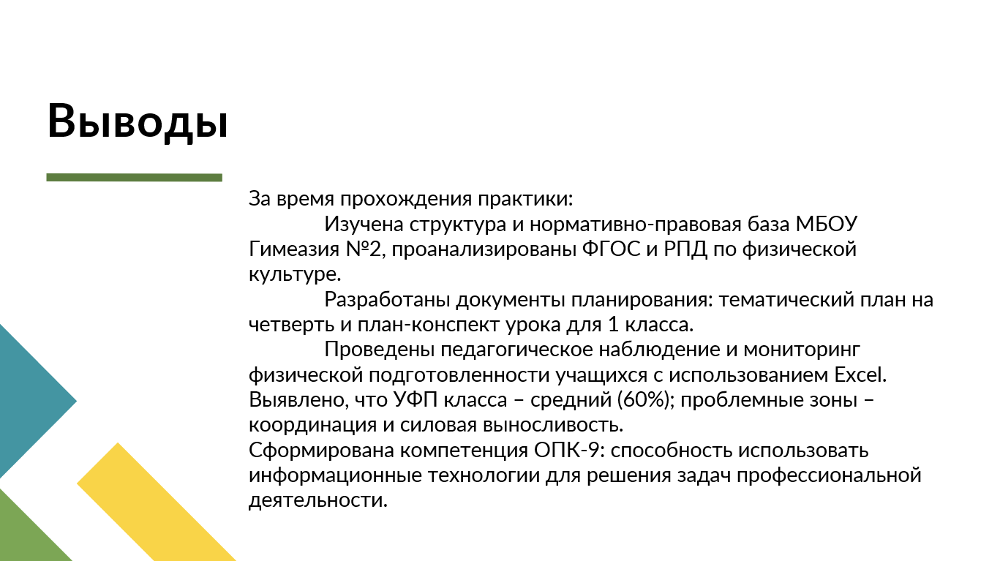 Выводы
За время прохождения практики:
Изучена структура и нормативно-правовая база МБОУ
Гимеазия №2, проанализированы ФГОС и РПД по физической
культуре.
Разработаны документы планирования: тематический план на
четверть и план-конспект урока для 1 класса.
Проведены педагогическое наблюдение и мониторинг
физической подготовленности учащихся с использованием Excel.
Выявлено, что УФП класса – средний (60%); проблемные зоны –
координация и силовая выносливость.
Сформирована компетенция ОПК-9: способность использовать
информационные технологии для решения задач профессиональной
деятельности.